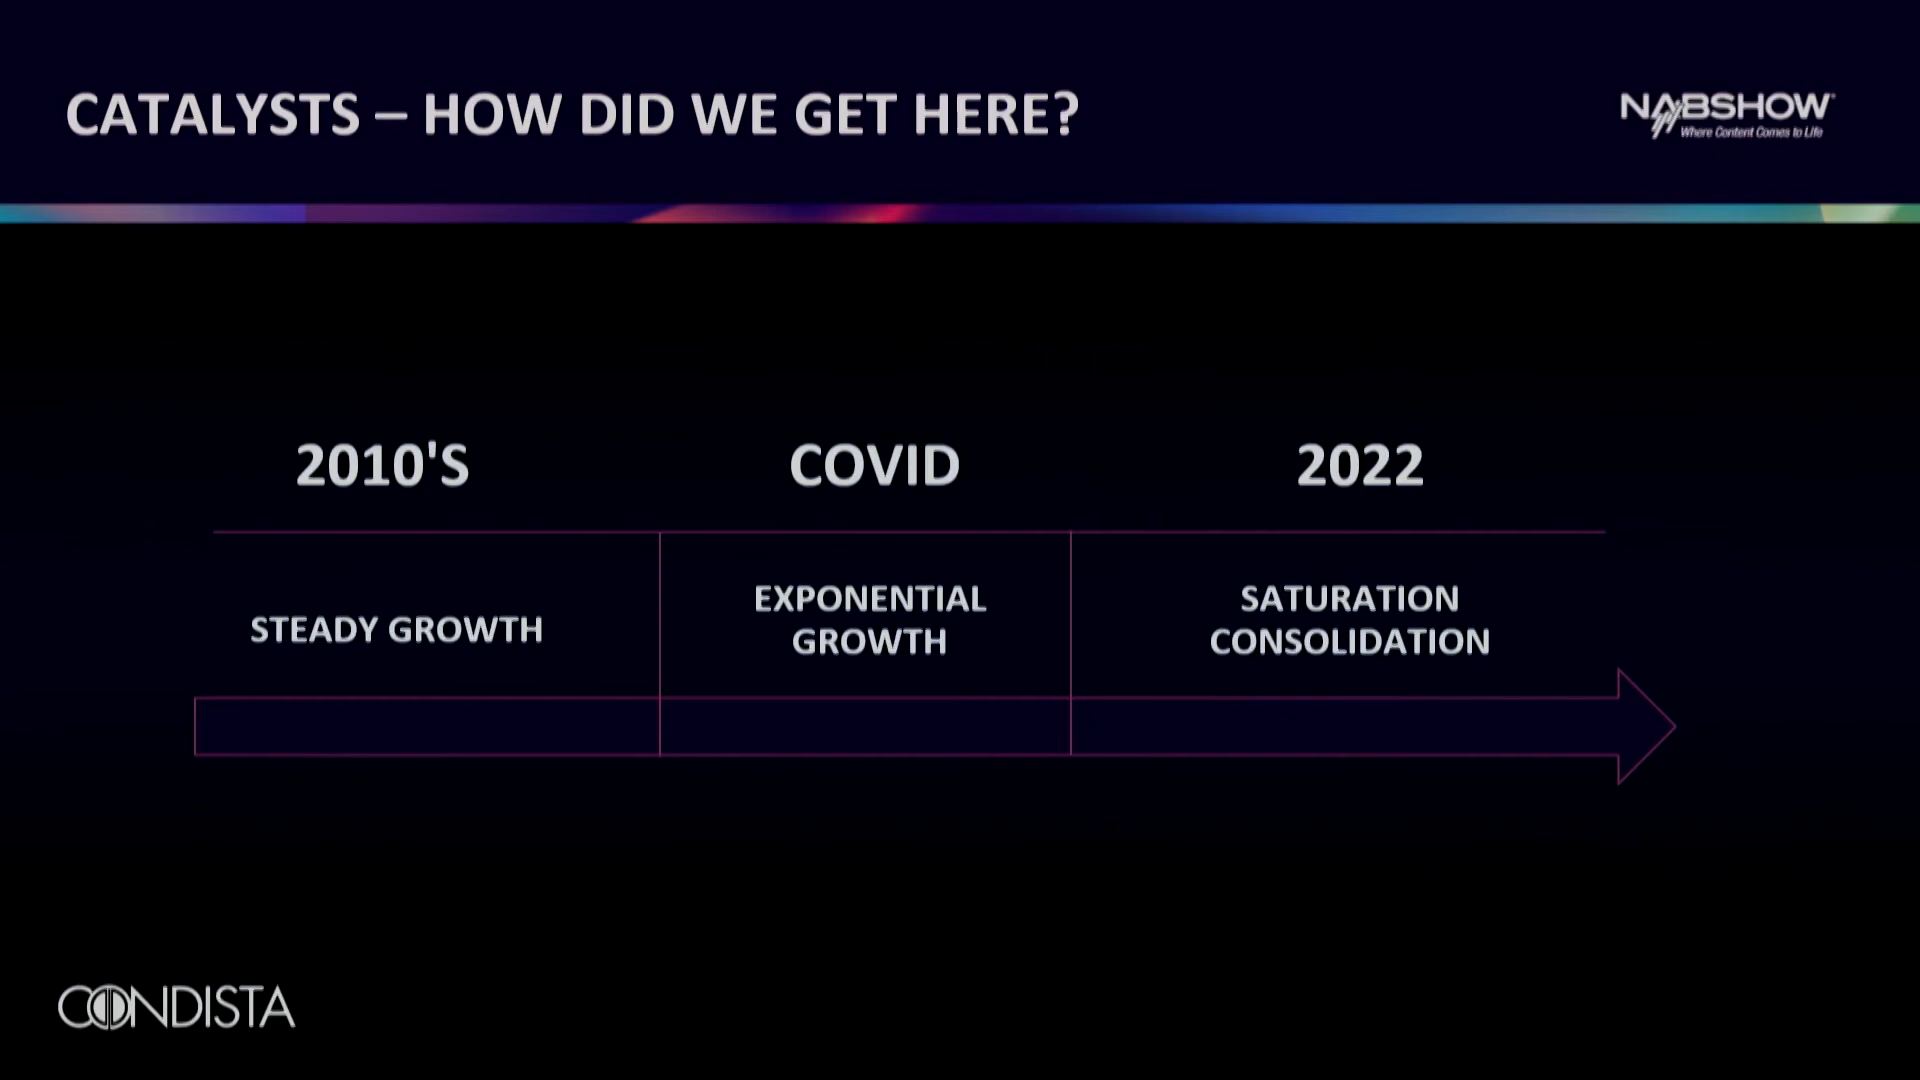 CATALYSTS – HOW DID WE GET HERE?
NABSHOW
Where Content Comes to Life
2010'S
COVID
2022
STEADY GROWTH
EXPONENTIAL
GROWTH
SATURATION
CONSOLIDATION
CONDISTA